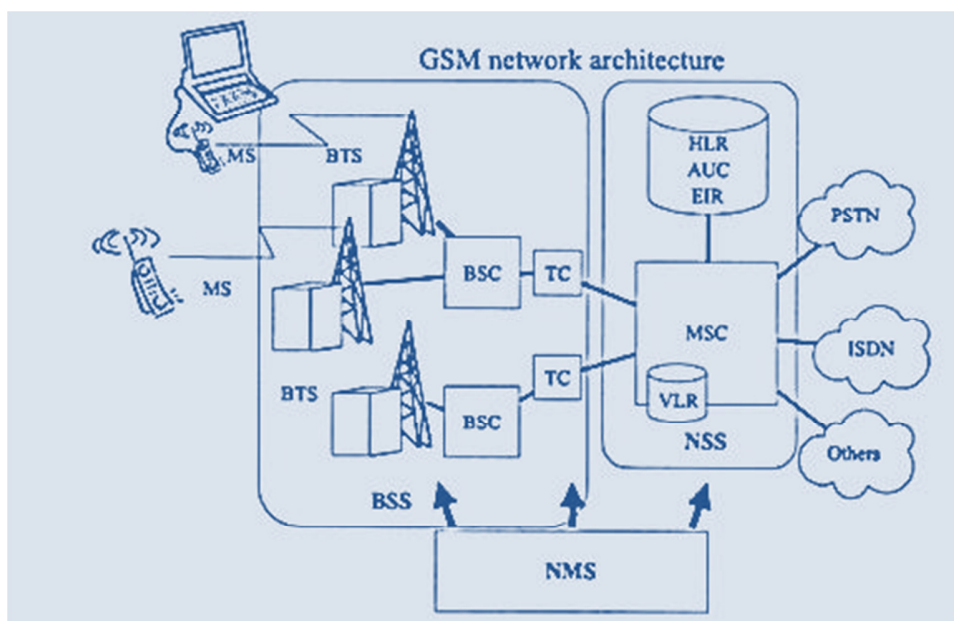 GSM network architecture
MS
BTS
HLR
AUC
EIR
PSTN
MS
BSC
TC
MSC
ISDN
BTS
BSC
TC
VLR
NSS
Others
BSS
NMS